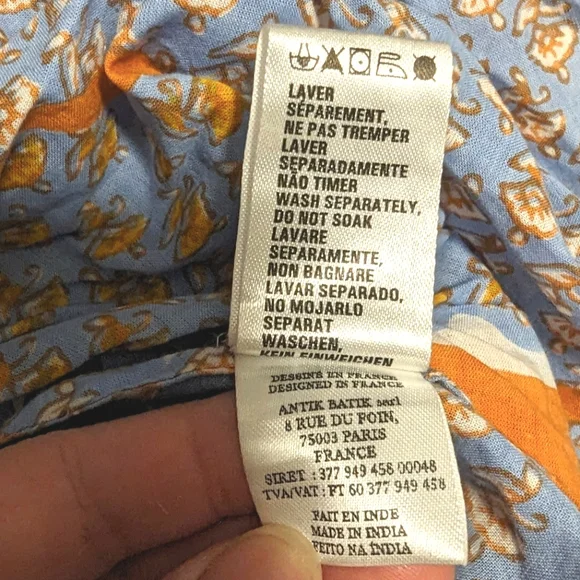 LAVER
SÉPAREMENT,
NE PAS TREMPER
LAVER
SEPARADAMENTE
NÃO TIMER
WASH SEPARATELY,
DO NOT SOAK
LAVARE
SEPARAMENTE,
NON BAGNARE
LAVAR SEPARADO,
NO MOJARLO
SEPARAT
WASCHEN,
KEIN EINWEICHEN
DESSINE EN FRANCE
DESIGNED IN FRANCE
ANTIK BATIK sarl
8 RUE DU FOIN,
75003 PARIS
FRANCE
SIRET : 377 949 458 00048
TVA/VAT : FT 60 377 949 458
FAIT EN INDE
MADE IN INDIA
FEITO NA ÍNDIA